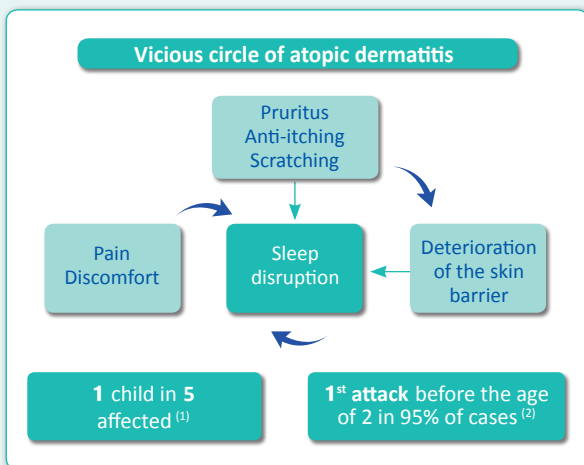 Vicious circle of atopic dermatitis
Pruritus
Anti-itching
Scratching
Pain
Discomfort
Sleep
disruption
Deterioration
of the skin
barrier
1 child in 5
affected (1)
1st attack before the age
of 2 in 95% of cases (2)